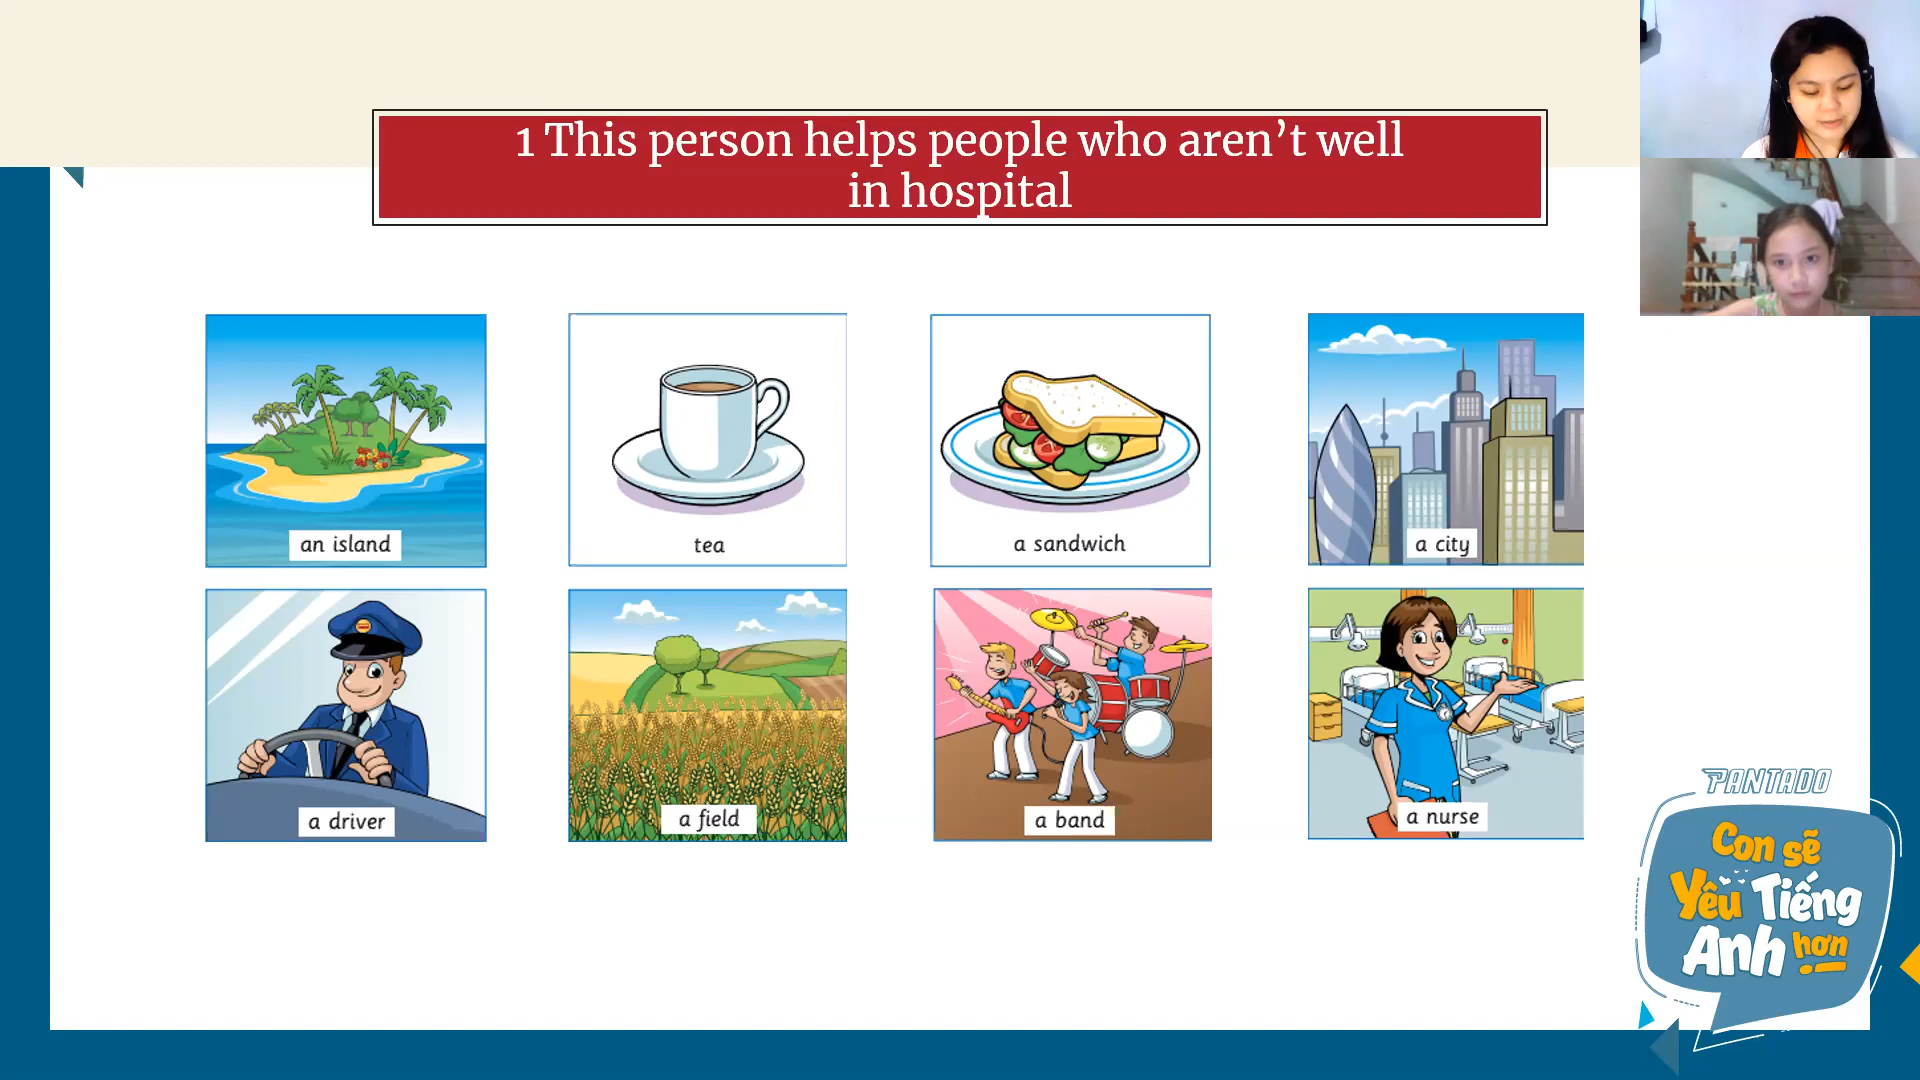 1 This person helps people who aren’t well
in hospital
an island
tea
a sandwich
a city
a driver
a field
a band
a nurse
PANTADO
Con sẽ
Yêu Tiếng
Anh hơn